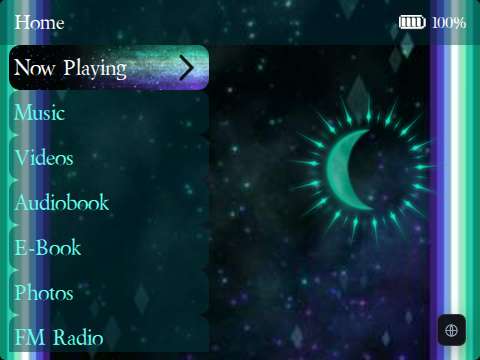 Home
100%
Now Playing
Music
Videos
Audiobook
E-Book
Photos
FM Radio